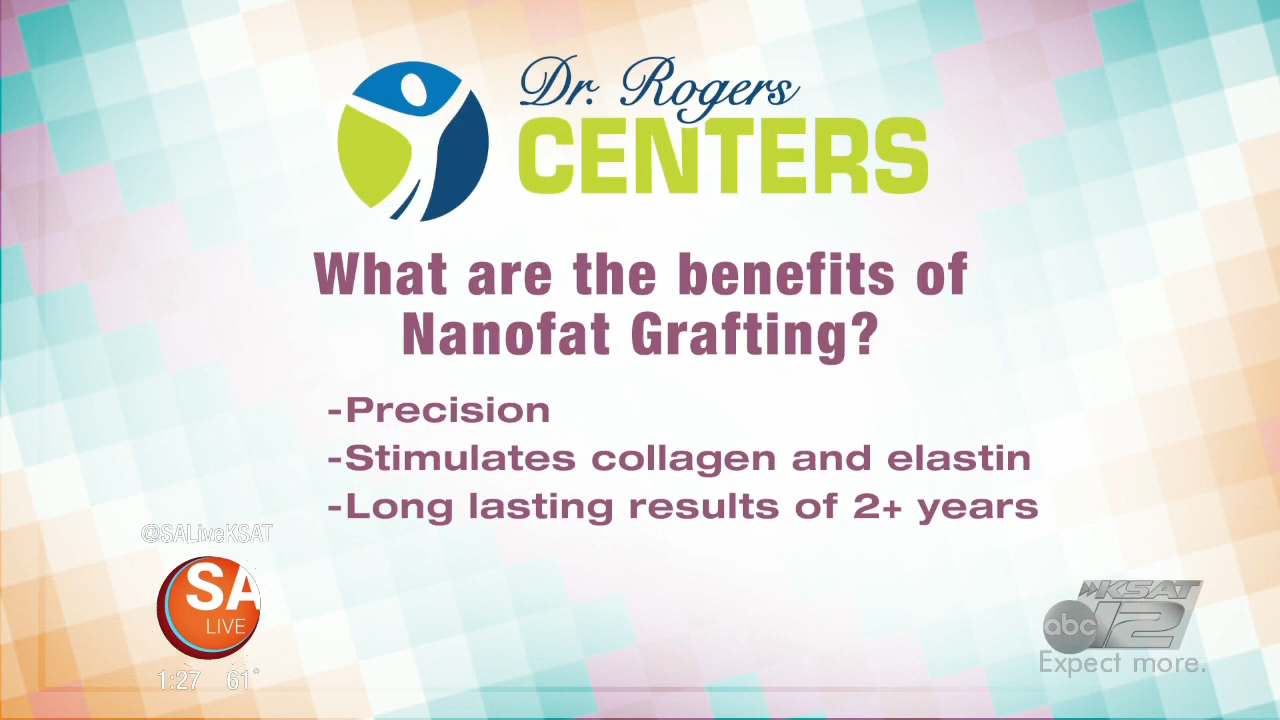 Dr. Rogers
CENTERS
What are the benefits of
Nanofat Grafting?
-Precision
-Stimulates collagen and elastin
-Long lasting results of 2+ years
@SALiveKSAT
SA
LIVE
1:27 61°
KSAT
abc 12
Expect more.